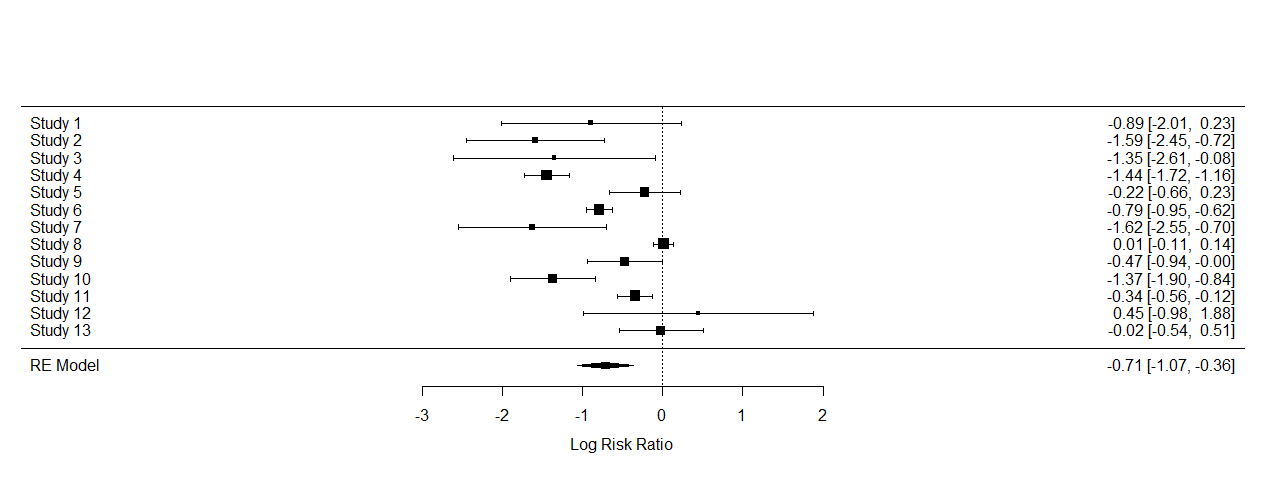 Study 1 -0.89 [-2.01, 0.23]
Study 2 -1.59 [-2.45, -0.72]
Study 3 -1.35 [-2.61, -0.08]
Study 4 -1.44 [-1.72, -1.16]
Study 5 -0.22 [-0.66, 0.23]
Study 6 -0.79 [-0.95, -0.62]
Study 7 -1.62 [-2.55, -0.70]
Study 8 0.01 [-0.11, 0.14]
Study 9 -0.47 [-0.94, -0.00]
Study 10 -1.37 [-1.90, -0.84]
Study 11 -0.34 [-0.56, -0.12]
Study 12 0.45 [-0.98, 1.88]
Study 13 -0.02 [-0.54, 0.51]
RE Model -0.71 [-1.07, -0.36]
-3 -2 -1 0 1 2
Log Risk Ratio